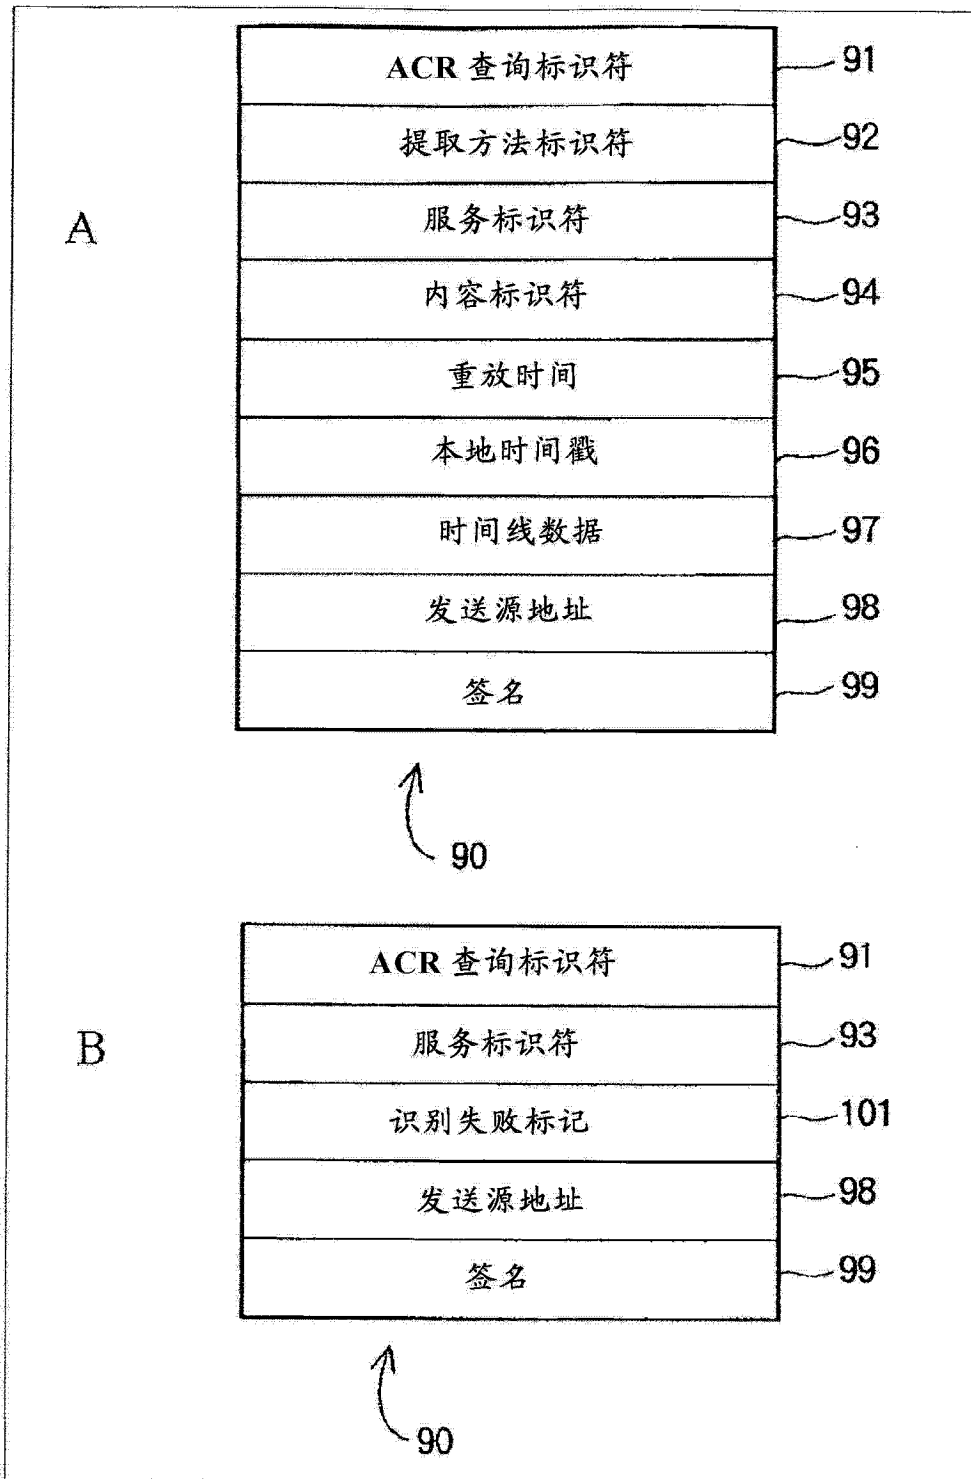 A
ACR 查询标识符 91
提取方法标识符 92
服务标识符 93
内容标识符 94
重放时间 95
本地时间戳 96
时间线数据 97
发送源地址 98
签名 99
90
B
ACR 查询标识符 91
服务标识符 93
识别失败标记 101
发送源地址 98
签名 99
90